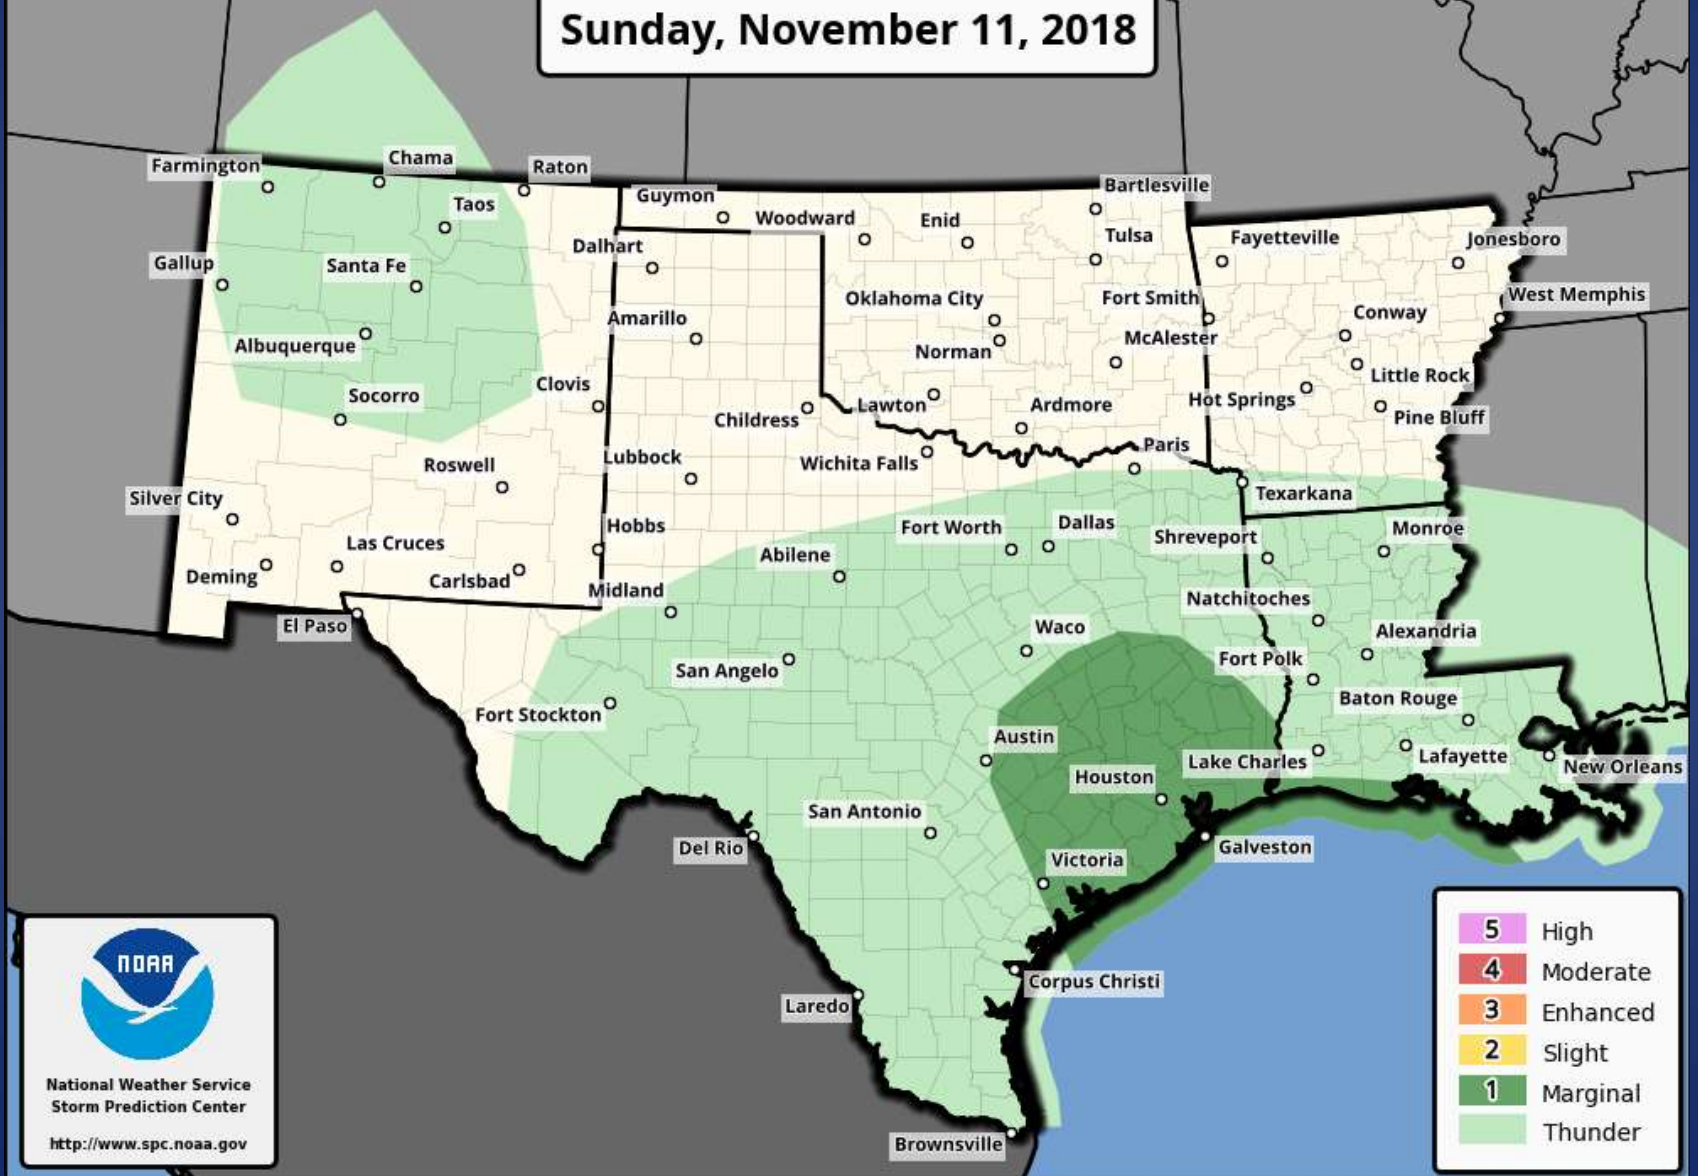 Sunday, November 11, 2018
Farmington
Chama
Raton
Taos
Guymon
Woodward
Enid
Bartlesville
Tulsa
Fayetteville
Jonesboro
Gallup
Santa Fe
Dalhart
Oklahoma City
Fort Smith
West Memphis
Albuquerque
Amarillo
Norman
McAlester
Conway
Little Rock
Socorro
Clovis
Childress
Lawton
Ardmore
Hot Springs
Pine Bluff
Roswell
Lubbock
Wichita Falls
Paris
Silver City
Texarkana
Las Cruces
Hobbs
Abilene
Fort Worth
Dallas
Shreveport
Monroe
Deming
Carlsbad
Midland
Natchitoches
El Paso
Waco
Alexandria
San Angelo
Fort Polk
Fort Stockton
Baton Rouge
Austin
Lake Charles
Lafayette
New Orleans
Houston
San Antonio
Del Rio
Victoria
Galveston
Corpus Christi
Laredo
Brownsville
NOAA
National Weather Service
Storm Prediction Center
http://www.spc.noaa.gov
5 High
4 Moderate
3 Enhanced
2 Slight
1 Marginal
Thunder